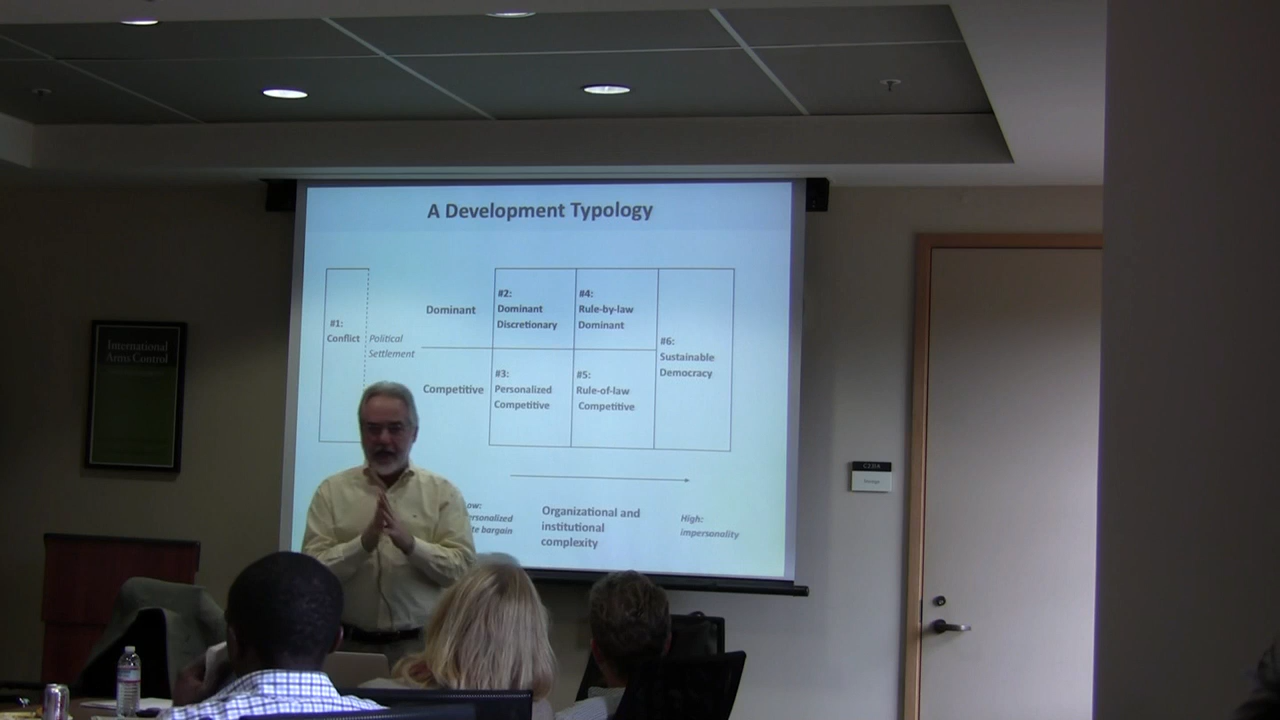 A Development Typology
#1:
Conflict
Political
Settlement
Dominant
Competitive
#2:
Dominant
Discretionary
#4:
Rule-by-law
Dominant
#3:
Personalized
Competitive
#5:
Rule-of-law
Competitive
#6:
Sustainable
Democracy
bargain
Organizational and
institutional
complexity
High:
impersonality
International
Arms Control